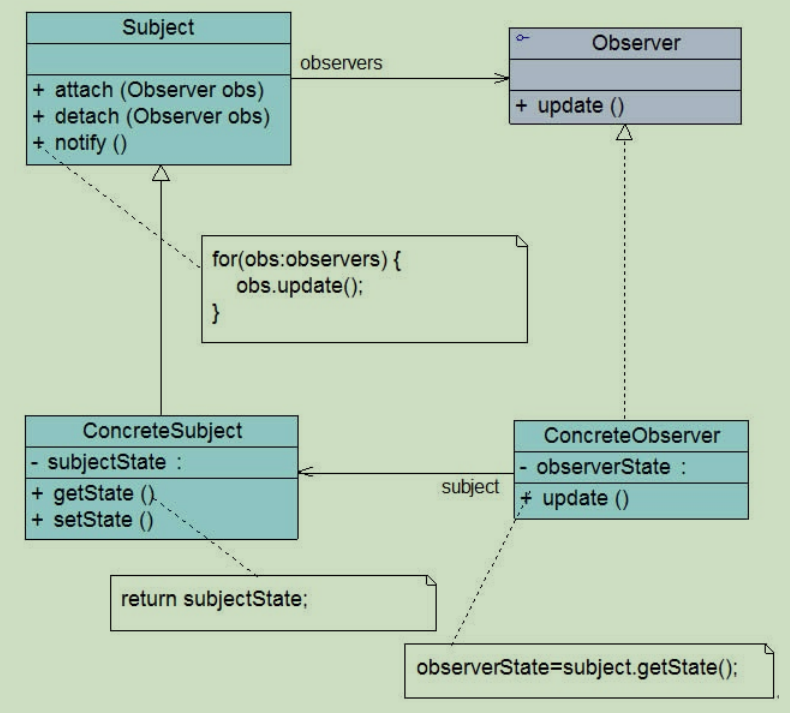 Subject
+ attach (Observer obs)
+ detach (Observer obs)
+ notify ()
observers
Observer
+ update ()
for(obs:observers) {
obs.update();
}
ConcreteSubject
- subjectState :
+ getState ()
+ setState ()
subject
ConcreteObserver
- observerState :
+ update ()
return subjectState;
observerState=subject.getState();